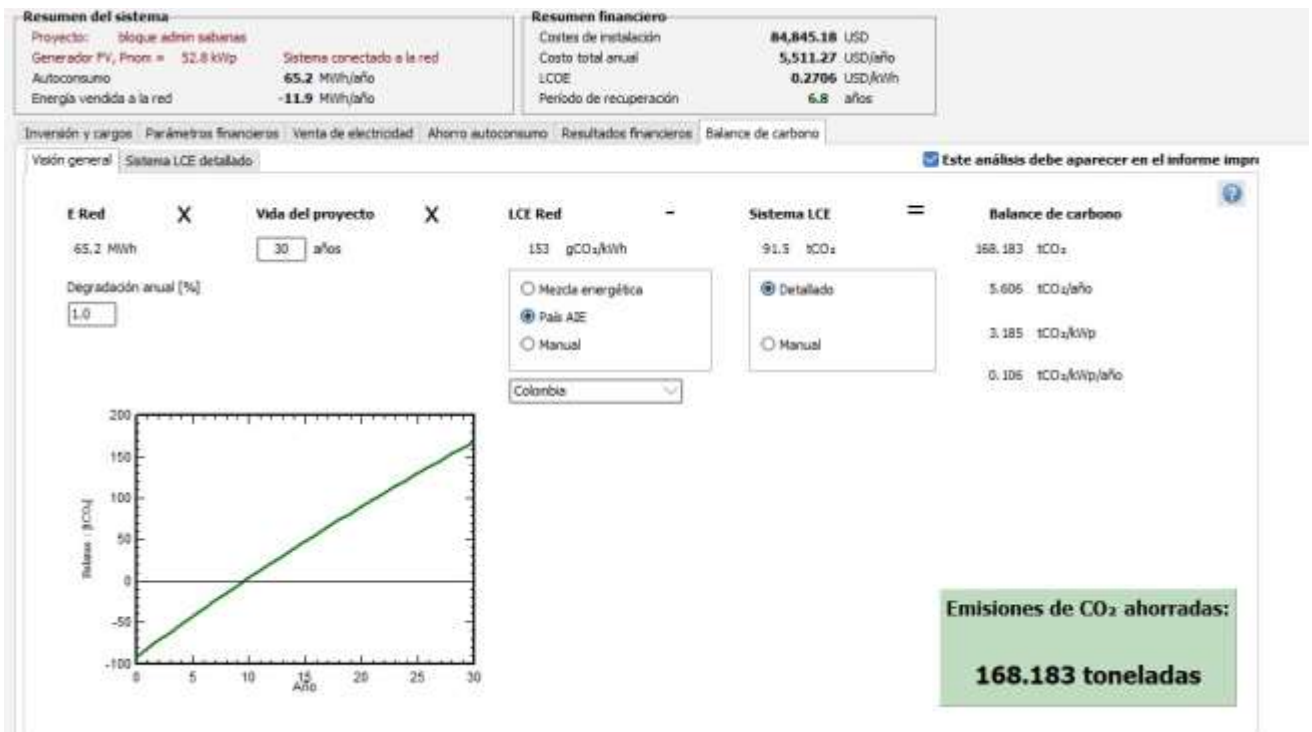 Resumen del sistema
Proyecto: bloque admin sabanas
Generador FV, Pnom = 52.8 kWp Sistema conectado a la red
Autoconsumo 65.2 MWh/año
Energía vendida a la red -11.9 MWh/año
Resumen financiero
Costes de instalación 84,845.18 USD
Costo total anual 5,511.27 USD/año
LCOE 0.2706 USD/kWh
Período de recuperación 6.8 años
Inversión y cargos Parámetros financieros Venta de electricidad Ahorro autoconsumo Resultados financieros Balance de carbono
Visión general Sistema LCE detallado
Este análisis debe aparecer en el informe impre
?
E Red X Vida del proyecto X LCE Red - Sistema LCE = Balance de carbono
65.2 MWh 30 años 153 gCO₂/kWh 91.5 tCO₂ 168.183 tCO₂
Degradación anual [%]
1.0
Mezcla energética
País AIE
Manual
Colombia
Detallado
Manual
5.606 tCO₂/año
3.185 tCO₂/kWp
0.106 tCO₂/kWp/año
200
150
100
50
0
-50
-100
Balance : [tCO₂]
0 5 10 15 20 25 30
Año
Emisiones de CO₂ ahorradas:
168.183 toneladas